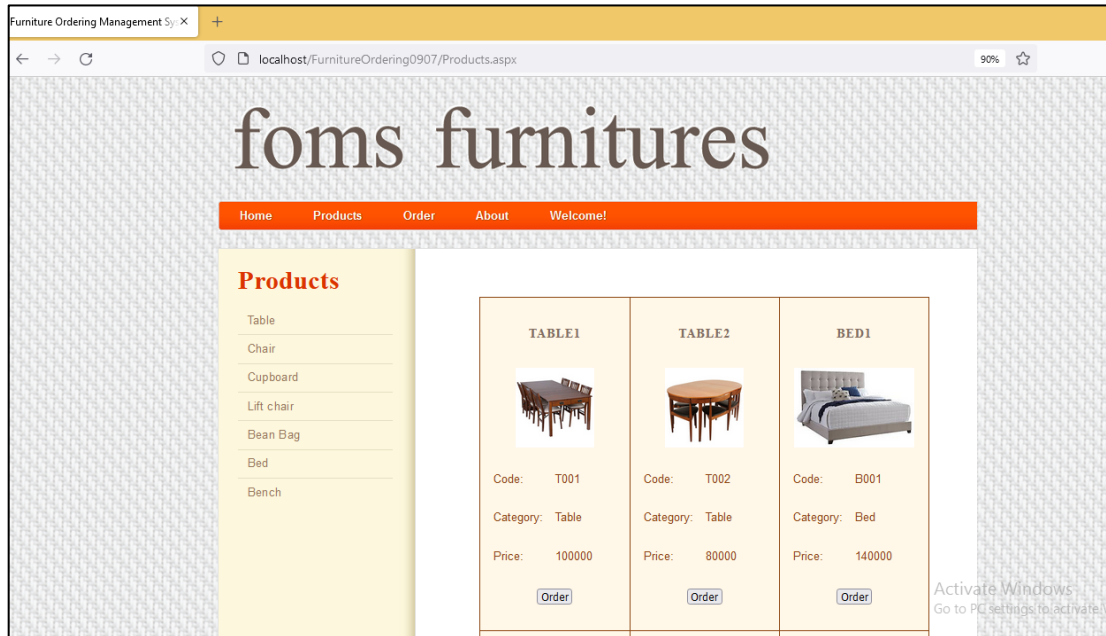 Furniture Ordering Management Sy
localhost/FurnitureOrdering0907/Products.aspx
90%
foms furnitures
Home Products Order About Welcome!
Products
Table
Chair
Cupboard
Lift chair
Bean Bag
Bed
Bench
TABLE1 TABLE2 BED1
Code: T001 Code: T002 Code: B001
Category: Table Category: Table Category: Bed
Price: 100000 Price: 80000 Price: 140000
Order Order Order
Activate Windows
Go to PC settings to activate